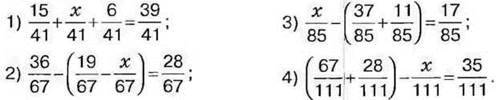 1) 15/41 + x/41 + 6/41 = 39/41;
3) x/85 − (37/85 + 11/85) = 17/85;
2) 36/67 − (19/67 − x/67) = 28/67;
4) (67/111 + 28/111) − x/111 = 35/111.